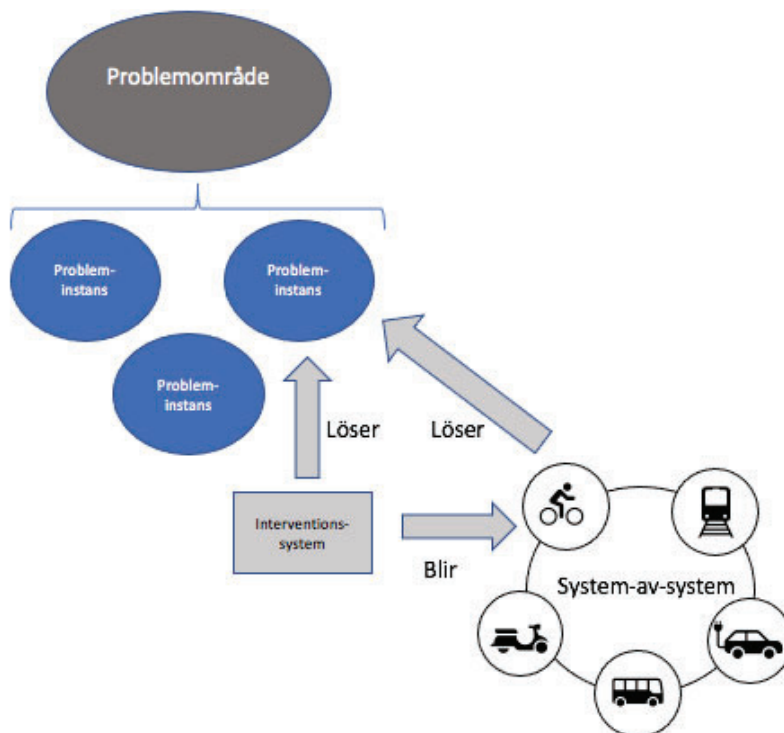 Problemområde
Problem-
instans
Problem-
instans
Problem-
instans
Löser
Löser
Interventions-
system
Blir
System-av-system